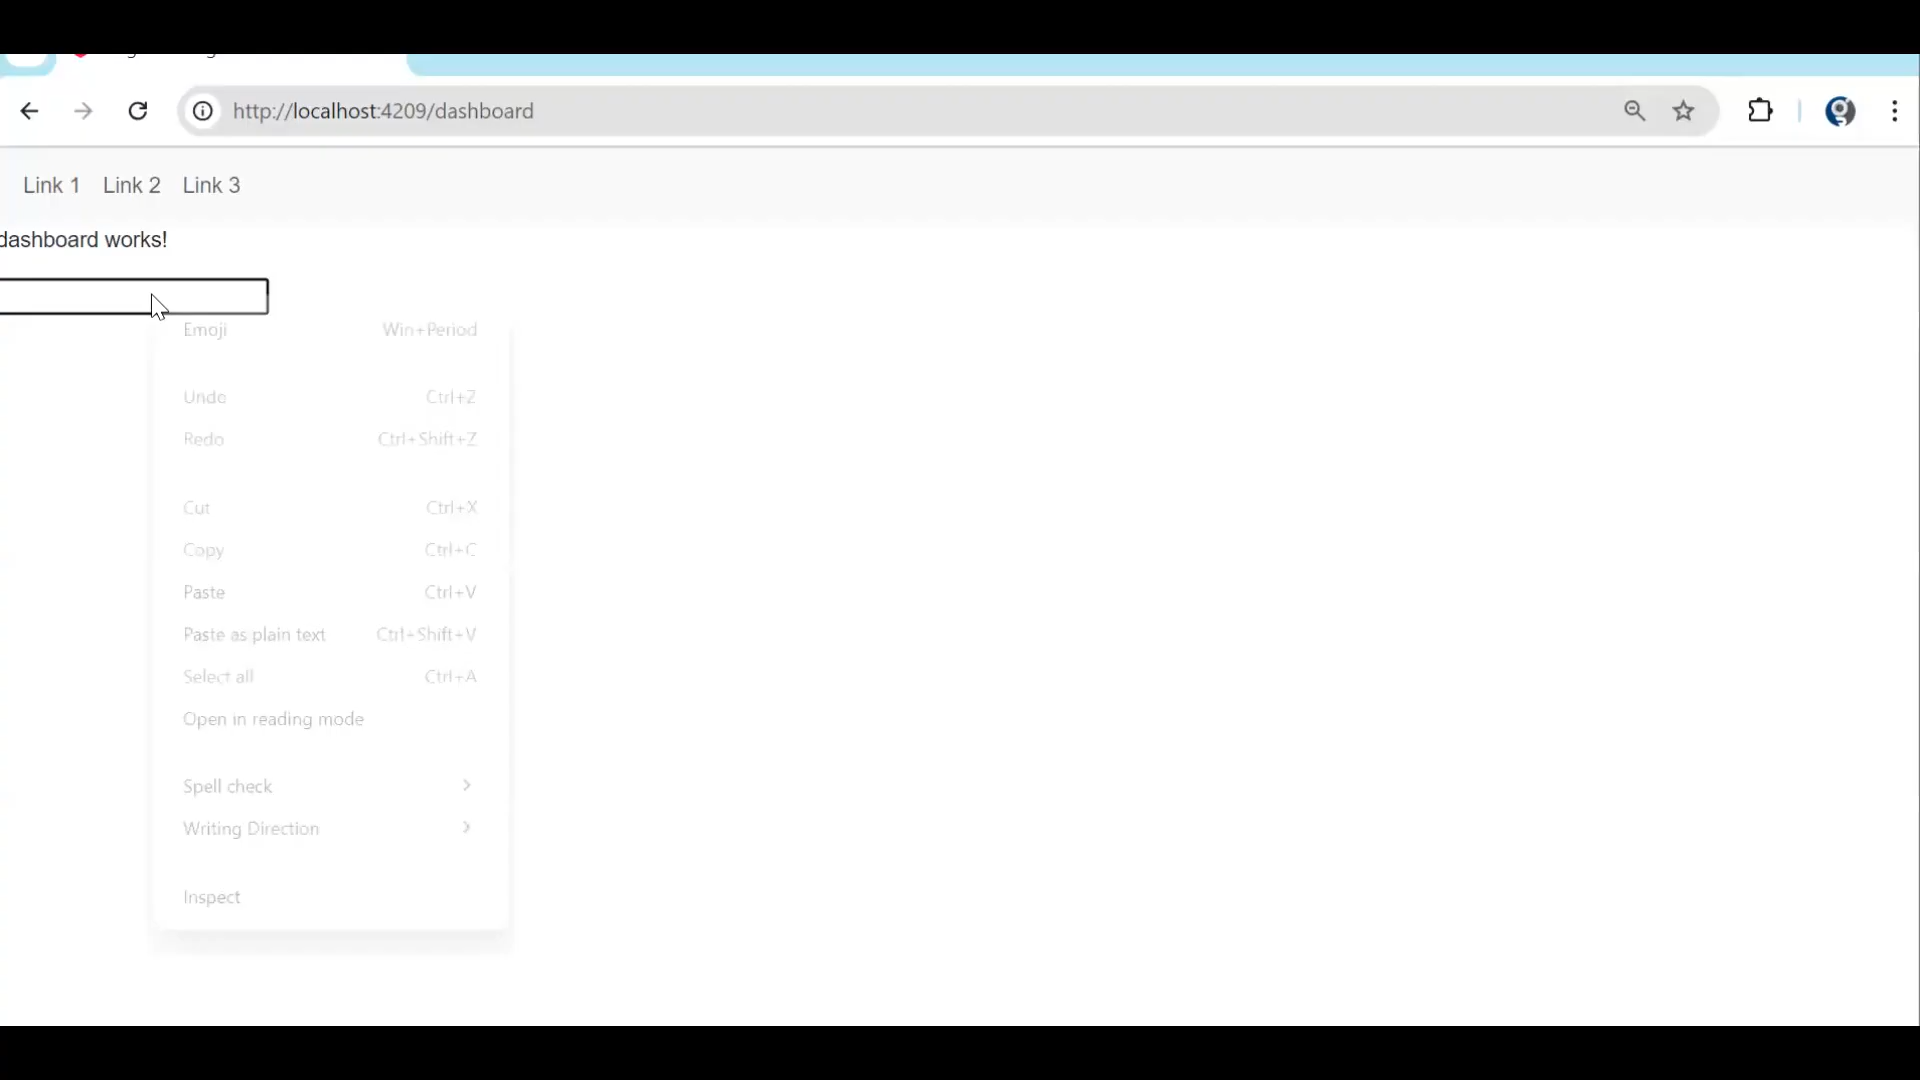 http://localhost:4209/dashboard
Link 1 Link 2 Link 3
dashboard works!
Emoji Win+Period
Undo Ctrl+Z
Redo Ctrl+Shift+Z
Cut Ctrl+X
Copy Ctrl+C
Paste Ctrl+V
Paste as plain text Ctrl+Shift+V
Select all Ctrl+A
Open in reading mode
Spell check
Writing Direction
Inspect